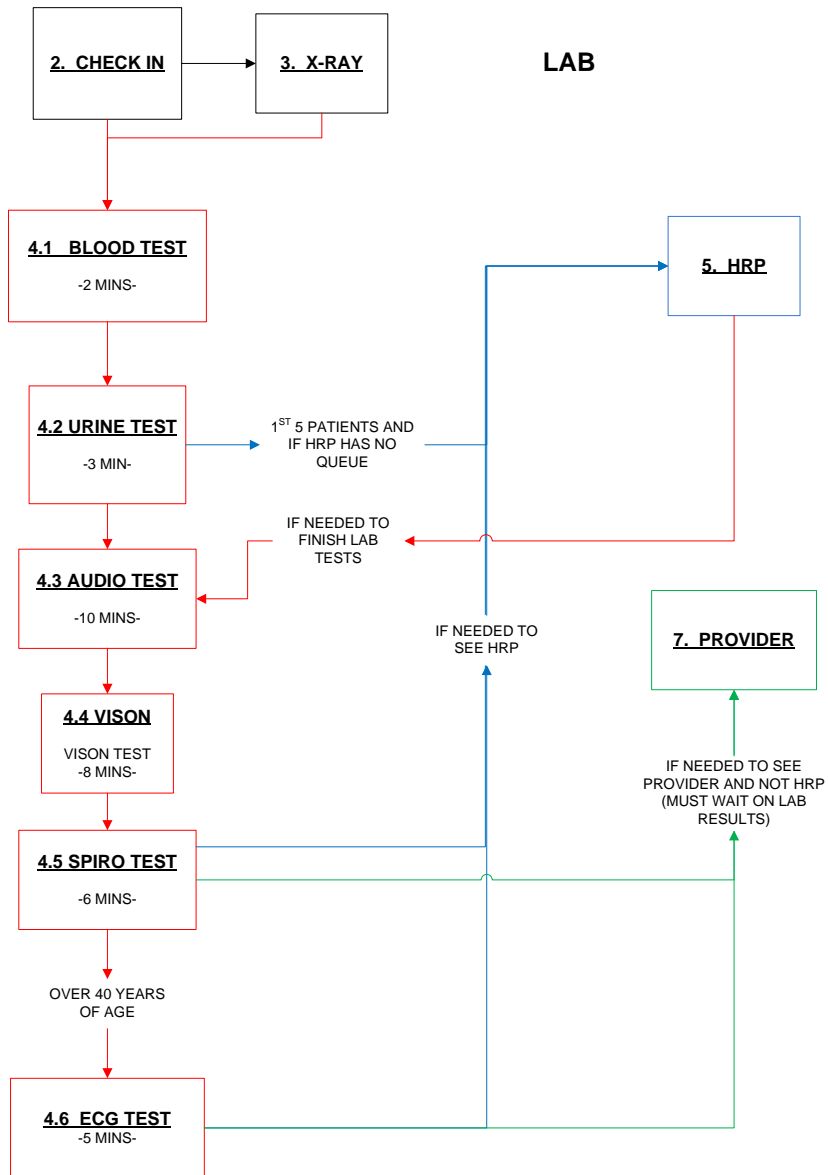 2. CHECK IN
3. X-RAY
LAB
4.1 BLOOD TEST
-2 MINS-
5. HRP
4.2 URINE TEST
-3 MIN-
1ST 5 PATIENTS AND
IF HRP HAS NO
QUEUE
IF NEEDED TO
FINISH LAB
TESTS
4.3 AUDIO TEST
-10 MINS-
IF NEEDED TO
SEE HRP
7. PROVIDER
4.4 VISON
VISON TEST
-8 MINS-
IF NEEDED TO SEE
PROVIDER AND NOT HRP
(MUST WAIT ON LAB
RESULTS)
4.5 SPIRO TEST
-6 MINS-
OVER 40 YEARS
OF AGE
4.6 ECG TEST
-5 MINS-